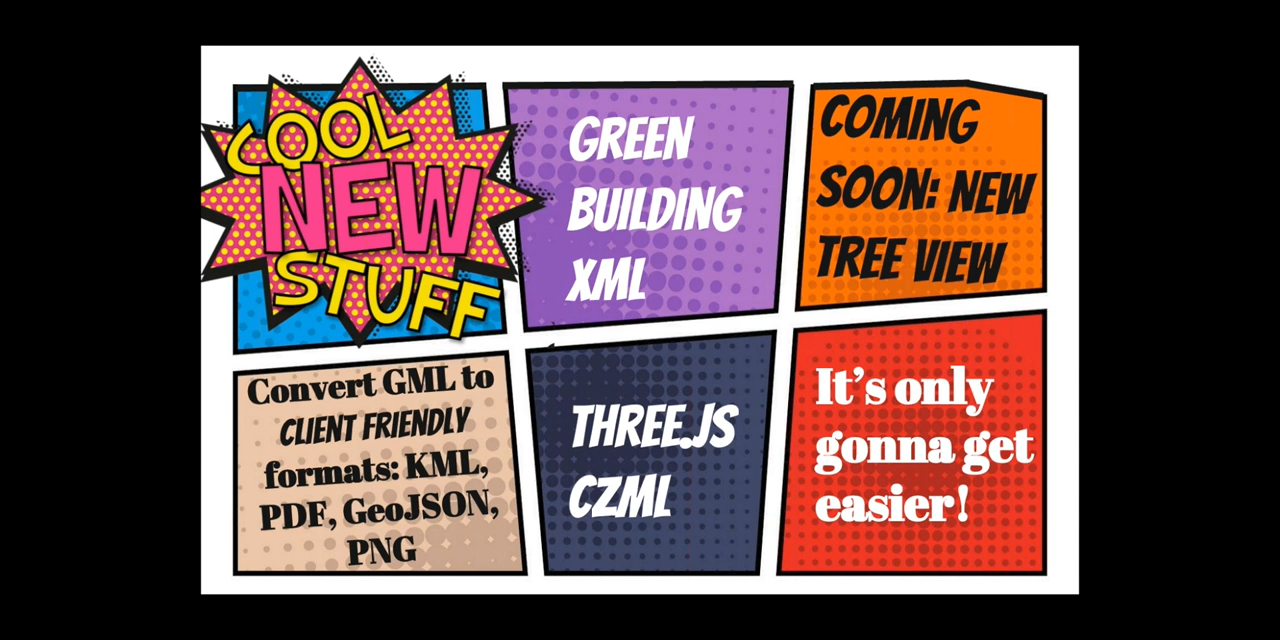 COOL
NEW
STUFF
GREEN
BUILDING
XML
COMING
SOON: NEW
TREE VIEW
Convert GML to
CLIENT FRIENDLY
formats: KML,
PDF, GeoJSON,
PNG
THREE.JS
CZML
It's only
gonna get
easier!